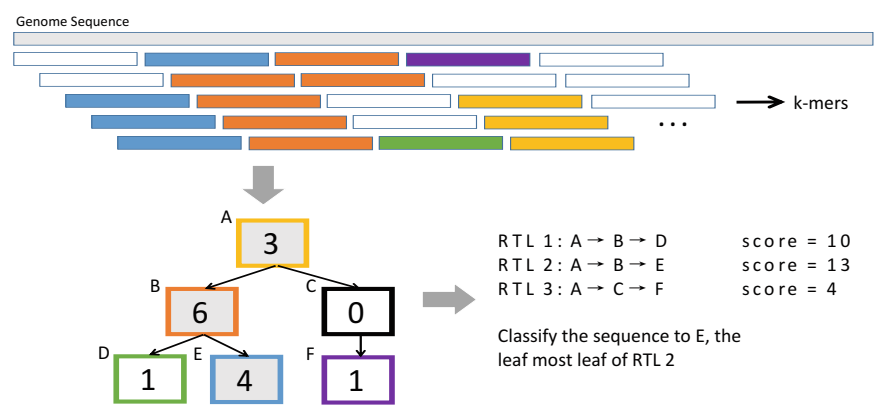 Genome Sequence
k-mers
...
A
3
B
C
6
0
D
E
F
1
4
1
RTL 1: A → B → D score = 10
RTL 2: A → B → E score = 13
RTL 3: A → C → F score = 4
Classify the sequence to E, the
leaf most leaf of RTL 2